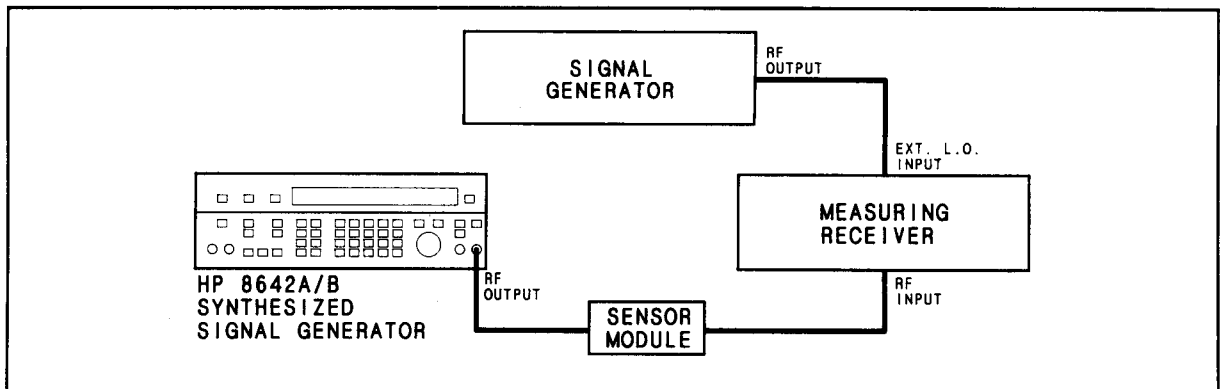 SIGNAL
GENERATOR
RF
OUTPUT
EXT. L.O.
INPUT
MEASURING
RECEIVER
HP 8642A/B
SYNTHESIZED
SIGNAL GENERATOR
RF
OUTPUT
SENSOR
MODULE
RF
INPUT